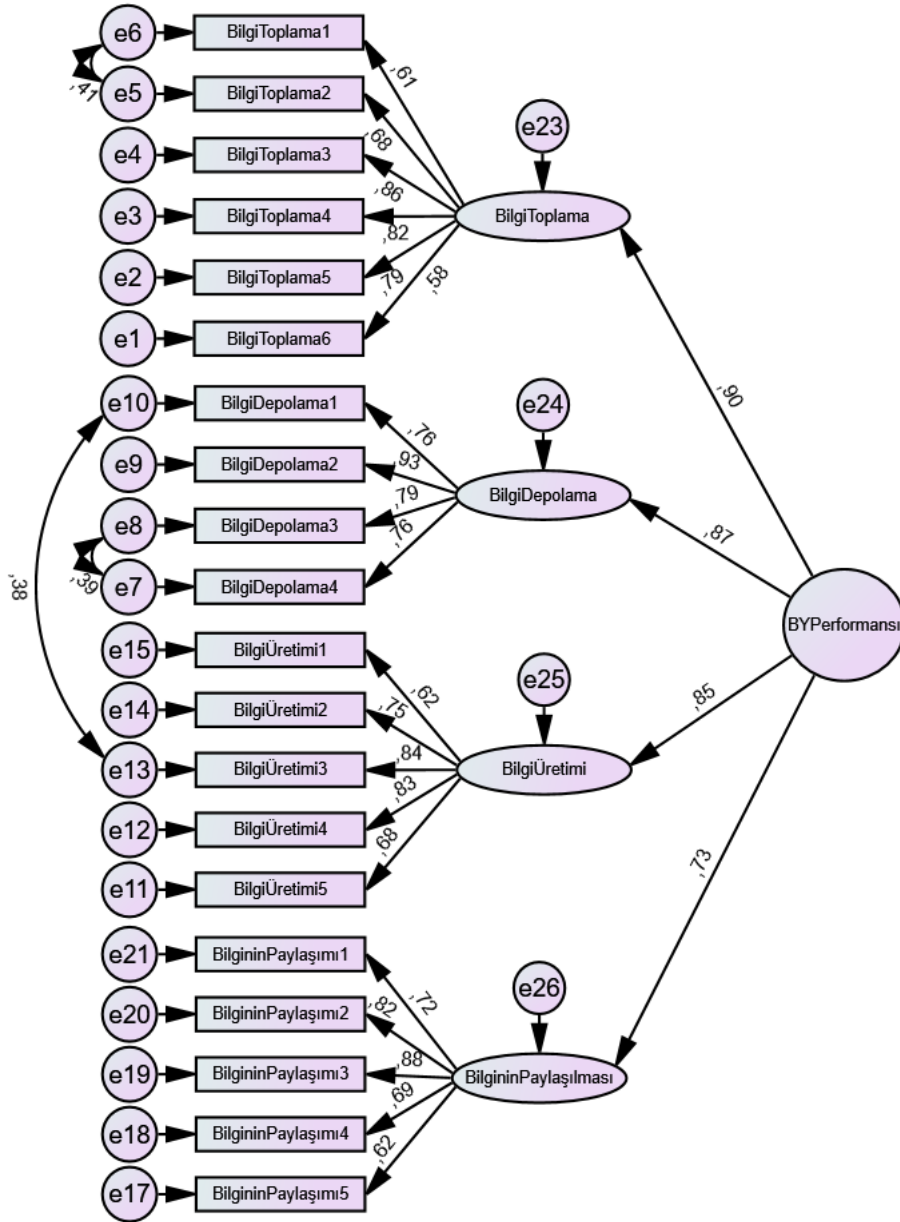 e6
BilgiToplama1
,41
e5
BilgiToplama2
e4
BilgiToplama3
e3
BilgiToplama4
e2
BilgiToplama5
e1
BilgiToplama6
,61
,68
,86
,82
,79
,58
e23
BilgiToplama
,90
e10
BilgiDepolama1
e9
BilgiDepolama2
e8
BilgiDepolama3
,39
e7
BilgiDepolama4
,38
,76
,93
,79
,76
e24
BilgiDepolama
,87
BYPerformansı
e15
BilgiÜretimi1
e14
BilgiÜretimi2
e13
BilgiÜretimi3
e12
BilgiÜretimi4
e11
BilgiÜretimi5
,62
,75
,84
,83
,68
e25
BilgiÜretimi
,85
e21
BilgininPaylaşımı1
e20
BilgininPaylaşımı2
e19
BilgininPaylaşımı3
e18
BilgininPaylaşımı4
e17
BilgininPaylaşımı5
,72
,82
,88
,69
,62
e26
BilgininPaylaşılması
,73